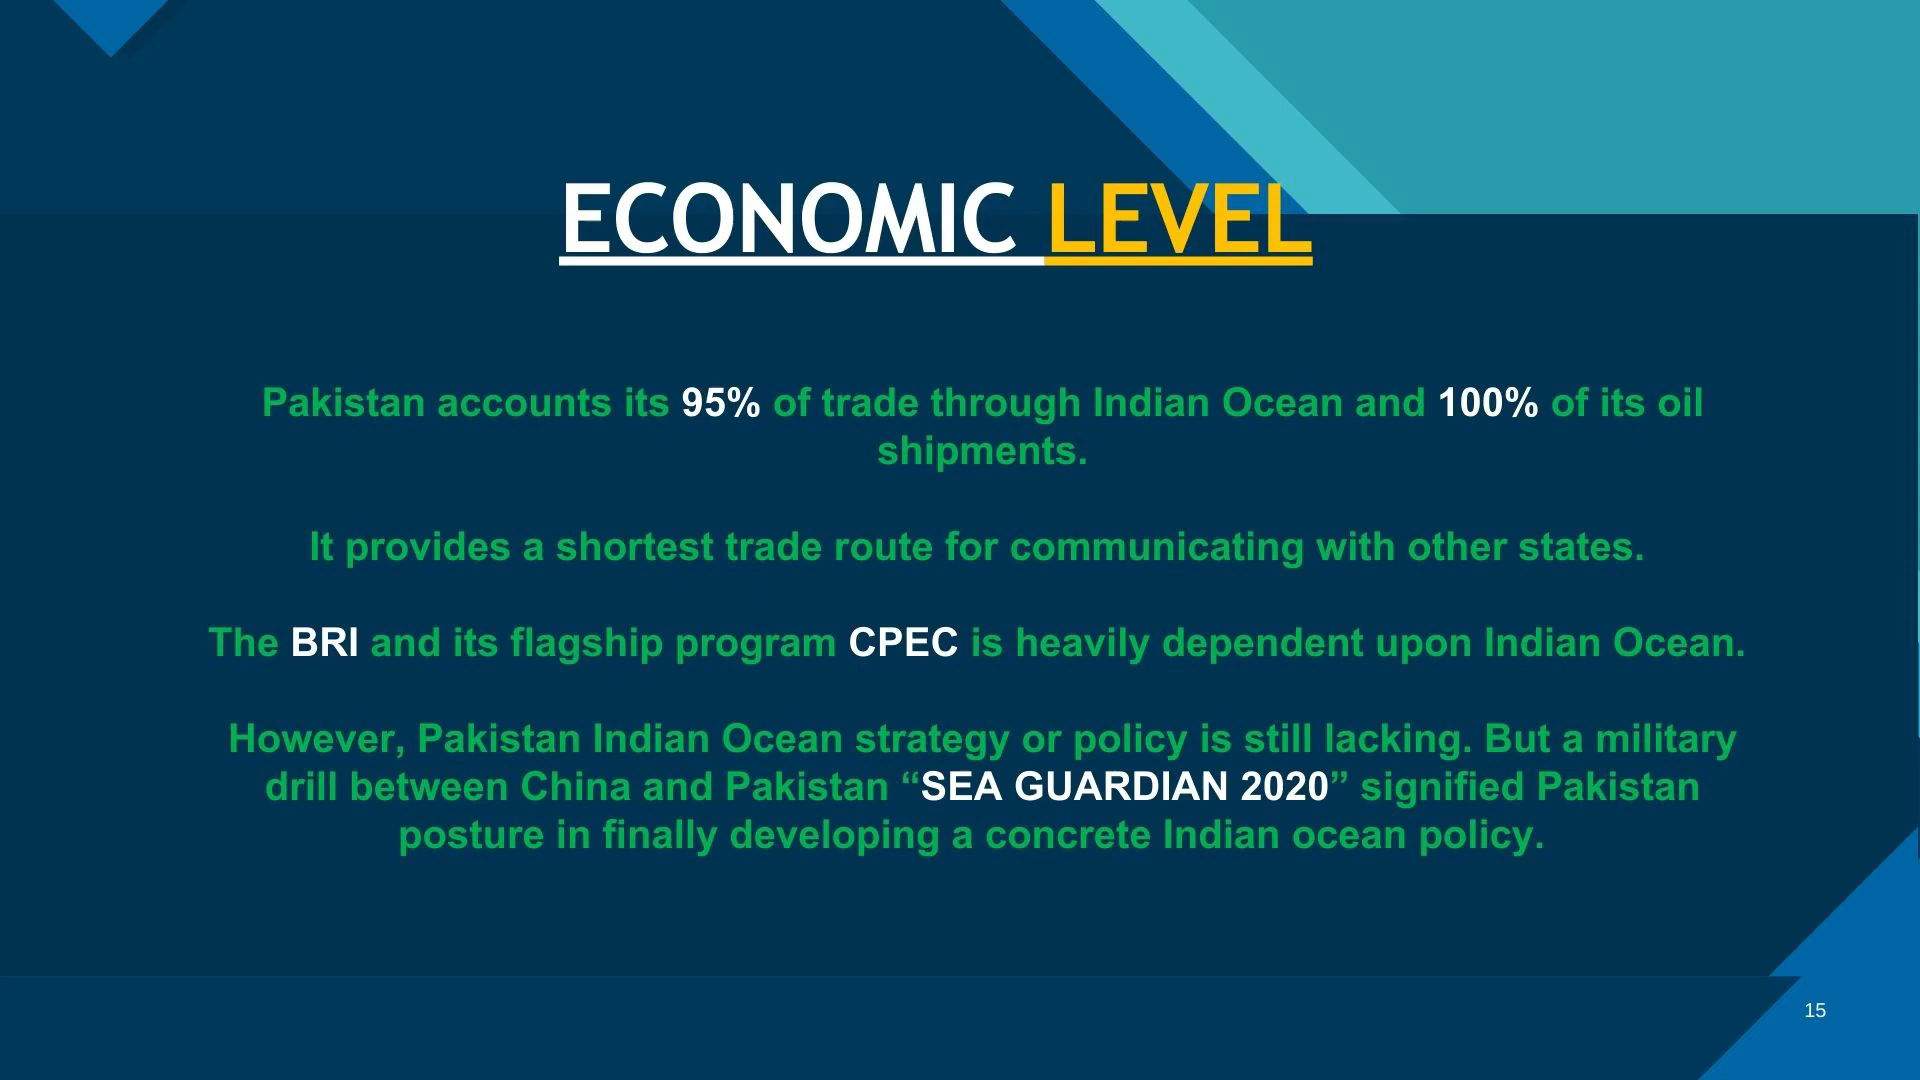 ECONOMIC LEVEL
Pakistan accounts its 95% of trade through Indian Ocean and 100% of its oil
shipments.
It provides a shortest trade route for communicating with other states.
The BRI and its flagship program CPEC is heavily dependent upon Indian Ocean.
However, Pakistan Indian Ocean strategy or policy is still lacking. But a military
drill between China and Pakistan “SEA GUARDIAN 2020” signified Pakistan
posture in finally developing a concrete Indian ocean policy.
15